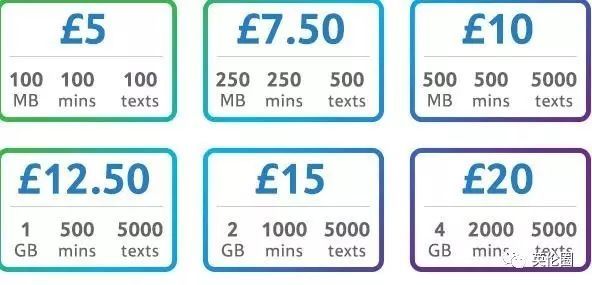 £5
£7.50
£10
100 100 100
MB mins texts
250 250 500
MB mins texts
500 500 5000
MB mins texts
£12.50
£15
£20
1 500 5000
GB mins texts
2 1000 5000
GB mins texts
4 2000 5000
GB mins texts
英伦圈